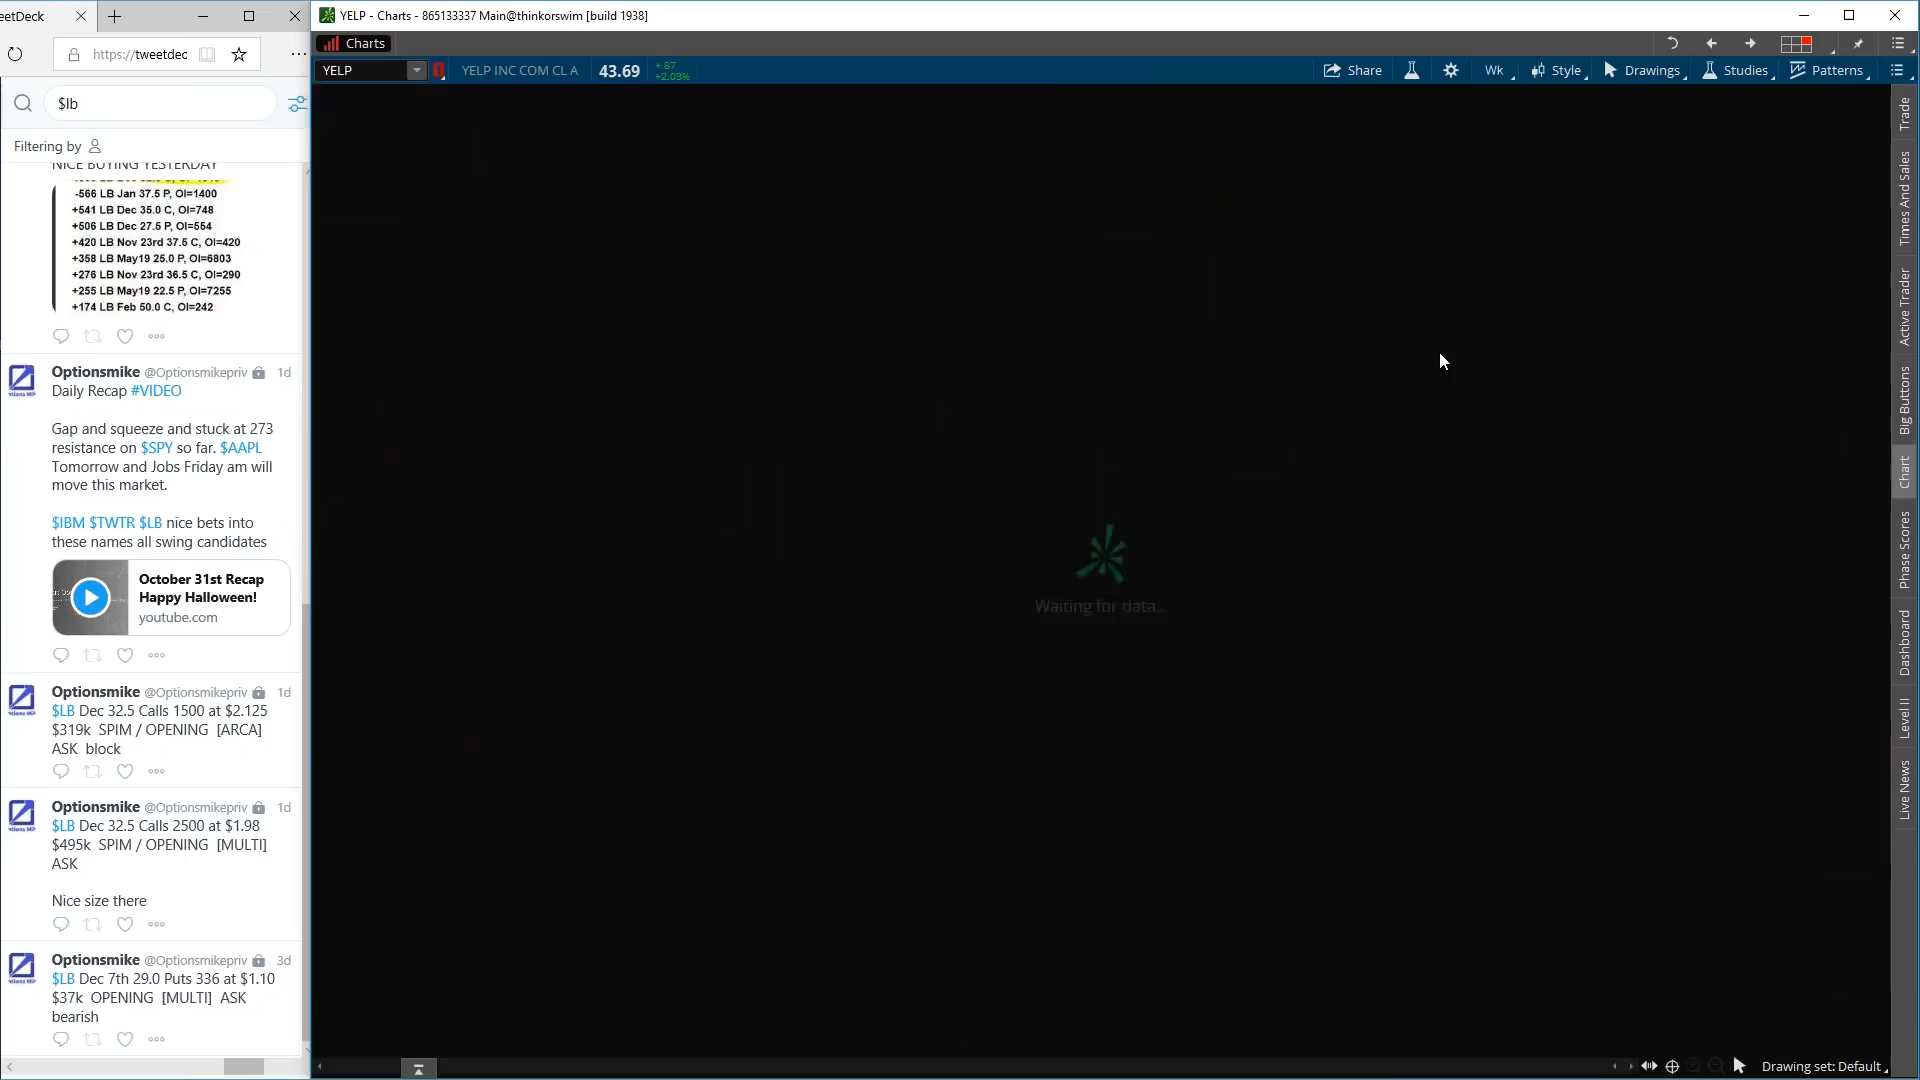 etDeck
YELP - Charts - 865133337 Main@thinkorswim [build 1938]
Charts
https://tweetdec
YELP
YELP INC COM CL A
43.69
+.87
+2.03%
Share
Wk
Style
Drawings
Studies
Patterns
$lb
Filtering by
NICE BUYING YESTERDAY
-566 LB Jan 37.5 P, OI=1400
+541 LB Dec 35.0 C, OI=748
+506 LB Dec 27.5 P, OI=554
+420 LB Nov 23rd 37.5 C, OI=420
+358 LB May19 25.0 P, OI=6803
+276 LB Nov 23rd 36.5 C, OI=290
+255 LB May19 22.5 P, OI=7255
+174 LB Feb 50.0 C, OI=242
Optionsmike @Optionsmikepriv 1d
Daily Recap #VIDEO
Gap and squeeze and stuck at 273
resistance on $SPY so far. $AAPL
Tomorrow and Jobs Friday am will
move this market.
$IBM $TWTR $LB nice bets into
these names all swing candidates
October 31st Recap
Happy Halloween!
youtube.com
Optionsmike @Optionsmikepriv 1d
$LB Dec 32.5 Calls 1500 at $2.125
$319k SPIM / OPENING [ARCA]
ASK block
Optionsmike @Optionsmikepriv 1d
$LB Dec 32.5 Calls 2500 at $1.98
$495k SPIM / OPENING [MULTI]
ASK
Nice size there
Optionsmike @Optionsmikepriv 3d
$LB Dec 7th 29.0 Puts 336 at $1.10
$37k OPENING [MULTI] ASK
bearish
Waiting for data...
Trade
Times And Sales
Active Trader
Big Buttons
Chart
Phase Scores
Dashboard
Level II
Live News
Drawing set: Default